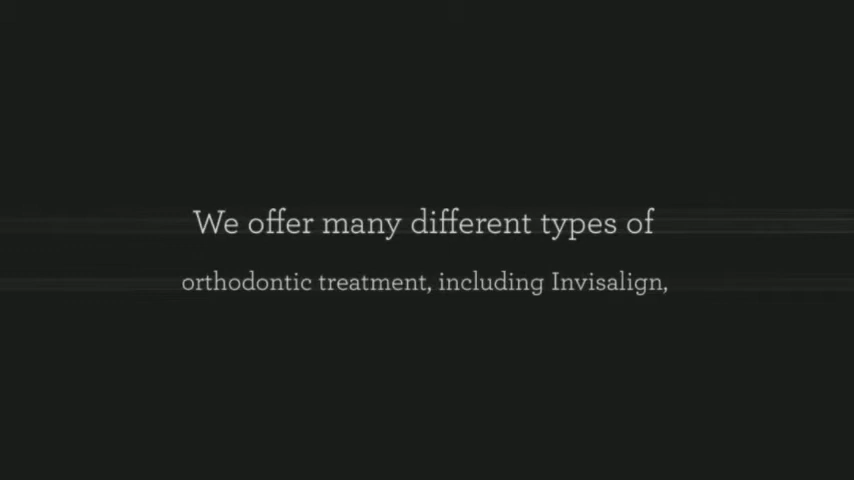 We offer many different types of
orthodontic treatment, including Invisalign,